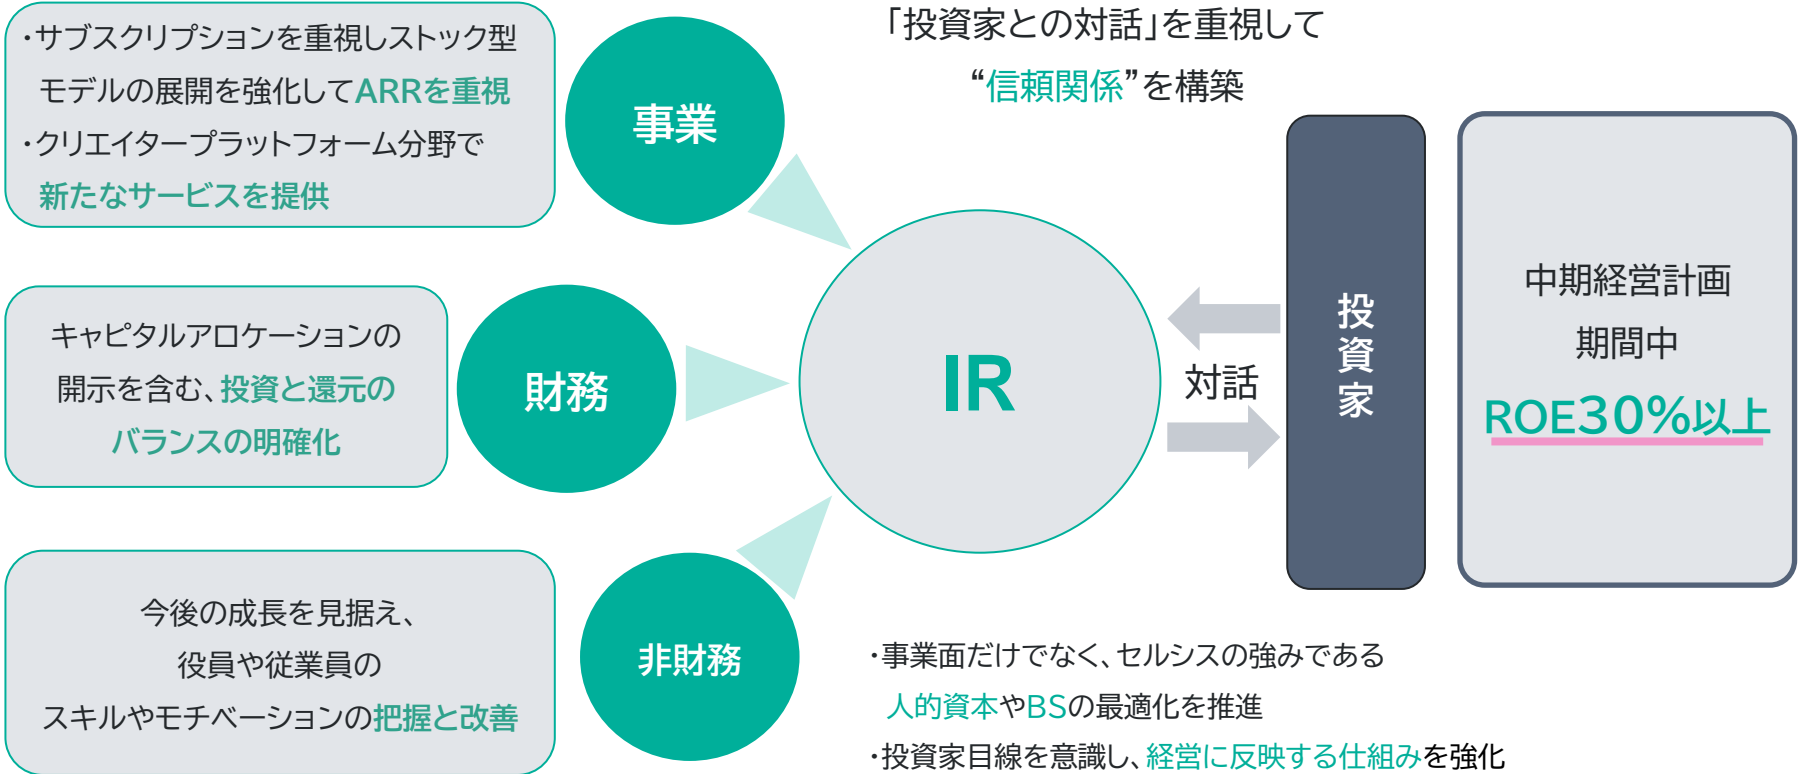 ・サブスクリプションを重視しストック型
モデルの展開を強化してARRを重視
・クリエイタープラットフォーム分野で
新たなサービスを提供
事業
「投資家との対話」を重視して
“信頼関係”を構築
キャピタルアロケーションの
開示を含む、投資と還元の
バランスの明確化
財務
IR
対話
投資家
中期経営計画
期間中
ROE30%以上
今後の成長を見据え、
役員や従業員の
スキルやモチベーションの把握と改善
非財務
・事業面だけでなく、セルシスの強みである
人的資本やBSの最適化を推進
・投資家目線を意識し、経営に反映する仕組みを強化